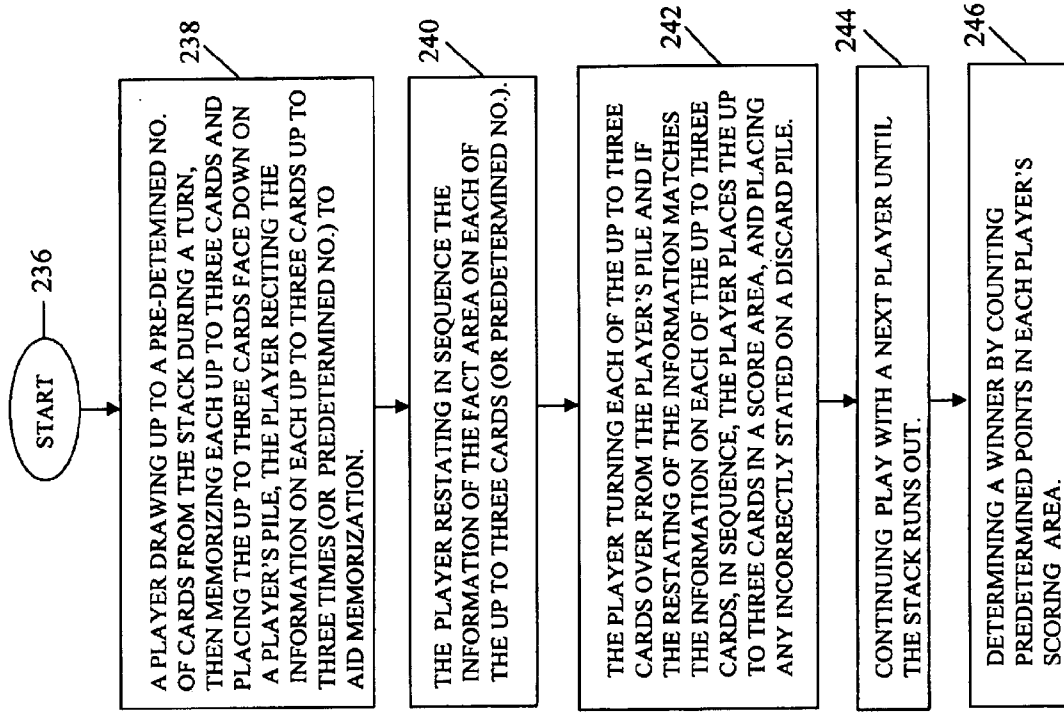 START
236
238
A PLAYER DRAWING UP TO A PRE-DETEMINED NO.
OF CARDS FROM THE STACK DURING A TURN,
THEN MEMORIZING EACH UP TO THREE CARDS AND
PLACING THE UP TO THREE CARDS FACE DOWN ON
A PLAYER'S PILE, THE PLAYER RECITING THE
INFORMATION ON EACH UP TO THREE CARDS UP TO
THREE TIMES (OR PREDETERMINED NO.) TO
AID MEMORIZATION.
240
THE PLAYER RESTATING IN SEQUENCE THE
INFORMATION OF THE FACT AREA ON EACH OF
THE UP TO THREE CARDS (OR PREDETERMINED NO.).
242
THE PLAYER TURNING EACH OF THE UP TO THREE
CARDS OVER FROM THE PLAYER'S PILE AND IF
THE RESTATING OF THE INFORMATION MATCHES
THE INFORMATION ON EACH OF THE UP TO THREE
CARDS, IN SEQUENCE, THE PLAYER PLACES THE UP
TO THREE CARDS IN A SCORE AREA, AND PLACING
ANY INCORRECTLY STATED ON A DISCARD PILE.
244
CONTINUING PLAY WITH A NEXT PLAYER UNTIL
THE STACK RUNS OUT.
246
DETERMINING A WINNER BY COUNTING
PREDETERMINED POINTS IN EACH PLAYER'S
SCORING AREA.